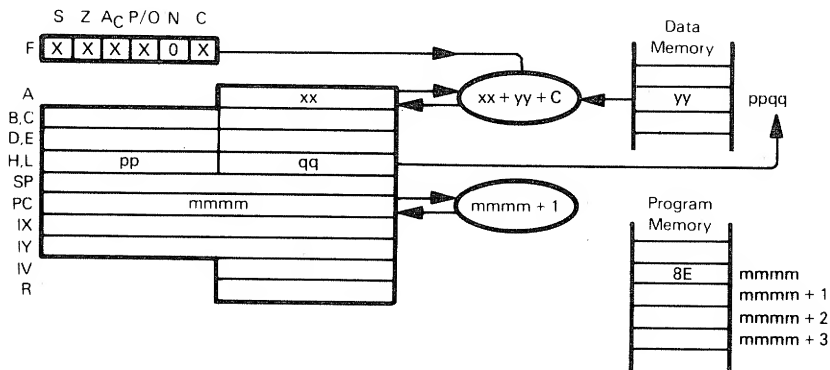 S Z AC P/O N C
F X X X X 0 X
Data
Memory
A xx
xx + yy + C
yy ppqq
B,C
D,E
H,L pp qq
SP
PC mmmm
mmmm + 1
IX
IY
IV
R
Program
Memory
8E mmmm
mmmm + 1
mmmm + 2
mmmm + 3